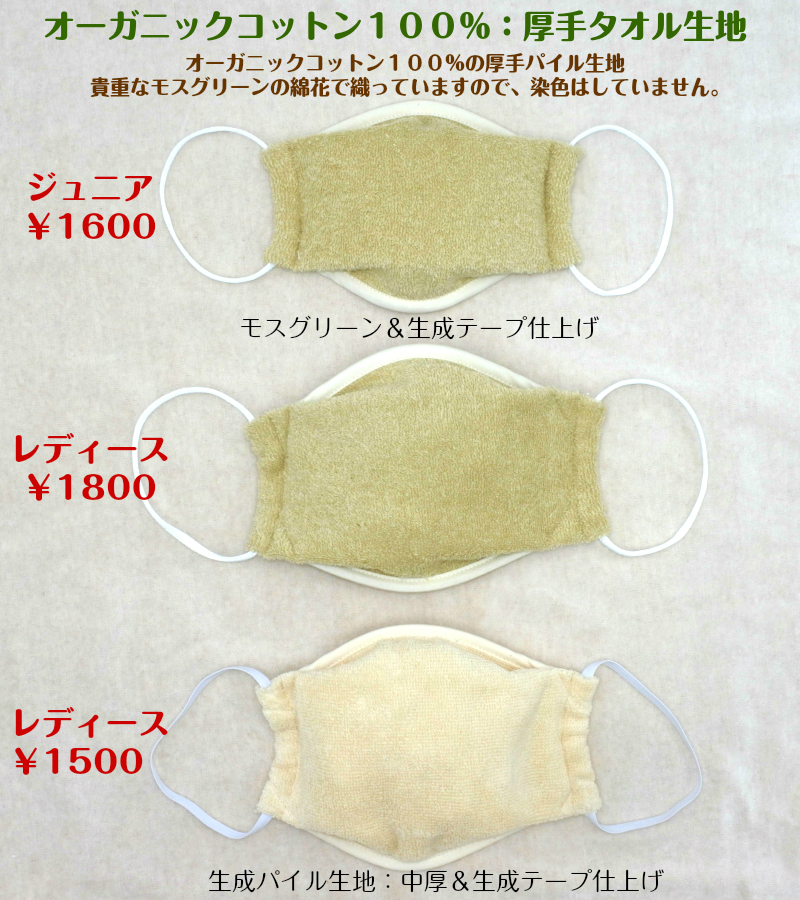 オーガニックコットン１００％：厚手タオル生地
オーガニックコットン１００％の厚手パイル生地
貴重なモスグリーンの綿花で織っていますので、染色はしていません。
ジュニア
￥1600
モスグリーン＆生成テープ仕上げ
レディース
￥1800
レディース
￥1500
生成パイル生地：中厚＆生成テープ仕上げ